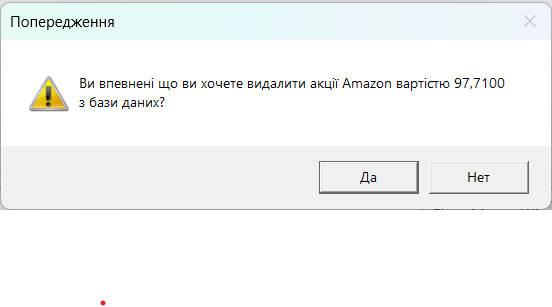 Попередження
Ви впевнені що ви хочете видалити акції Amazon вартістю 97,7100
з бази даних?
Да
Нет